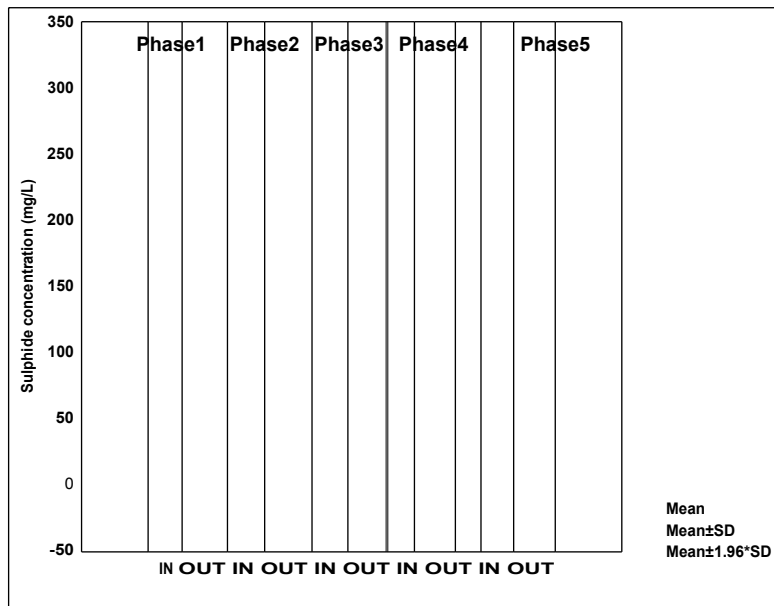 Phase1 Phase2 Phase3 Phase4 Phase5
350
300
250
200
150
100
50
0
-50
Sulphide concentration (mg/L)
IN OUT IN OUT IN OUT IN OUT IN OUT
Mean
Mean±SD
Mean±1.96*SD